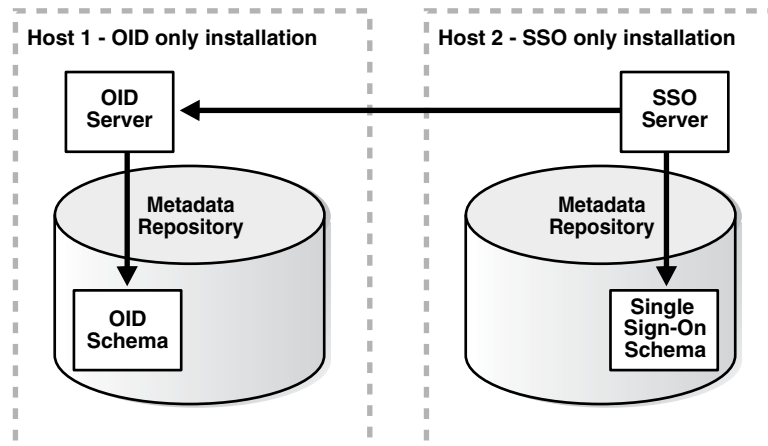 Host 1 - OID only installation
OID
Server
Metadata
Repository
OID
Schema
Host 2 - SSO only installation
SSO
Server
Metadata
Repository
Single
Sign-On
Schema